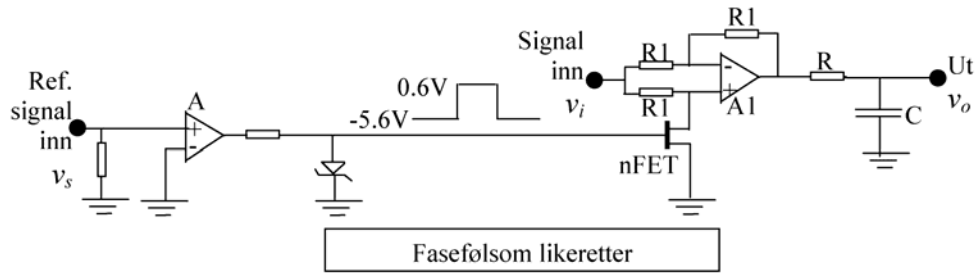 Ref.
signal
inn
vs
A
+
-
0.6V
-5.6V
Signal
inn
vi
R1
R1
R1
-
+
A1
nFET
R
C
Ut
vo
Fasefølsom likeretter